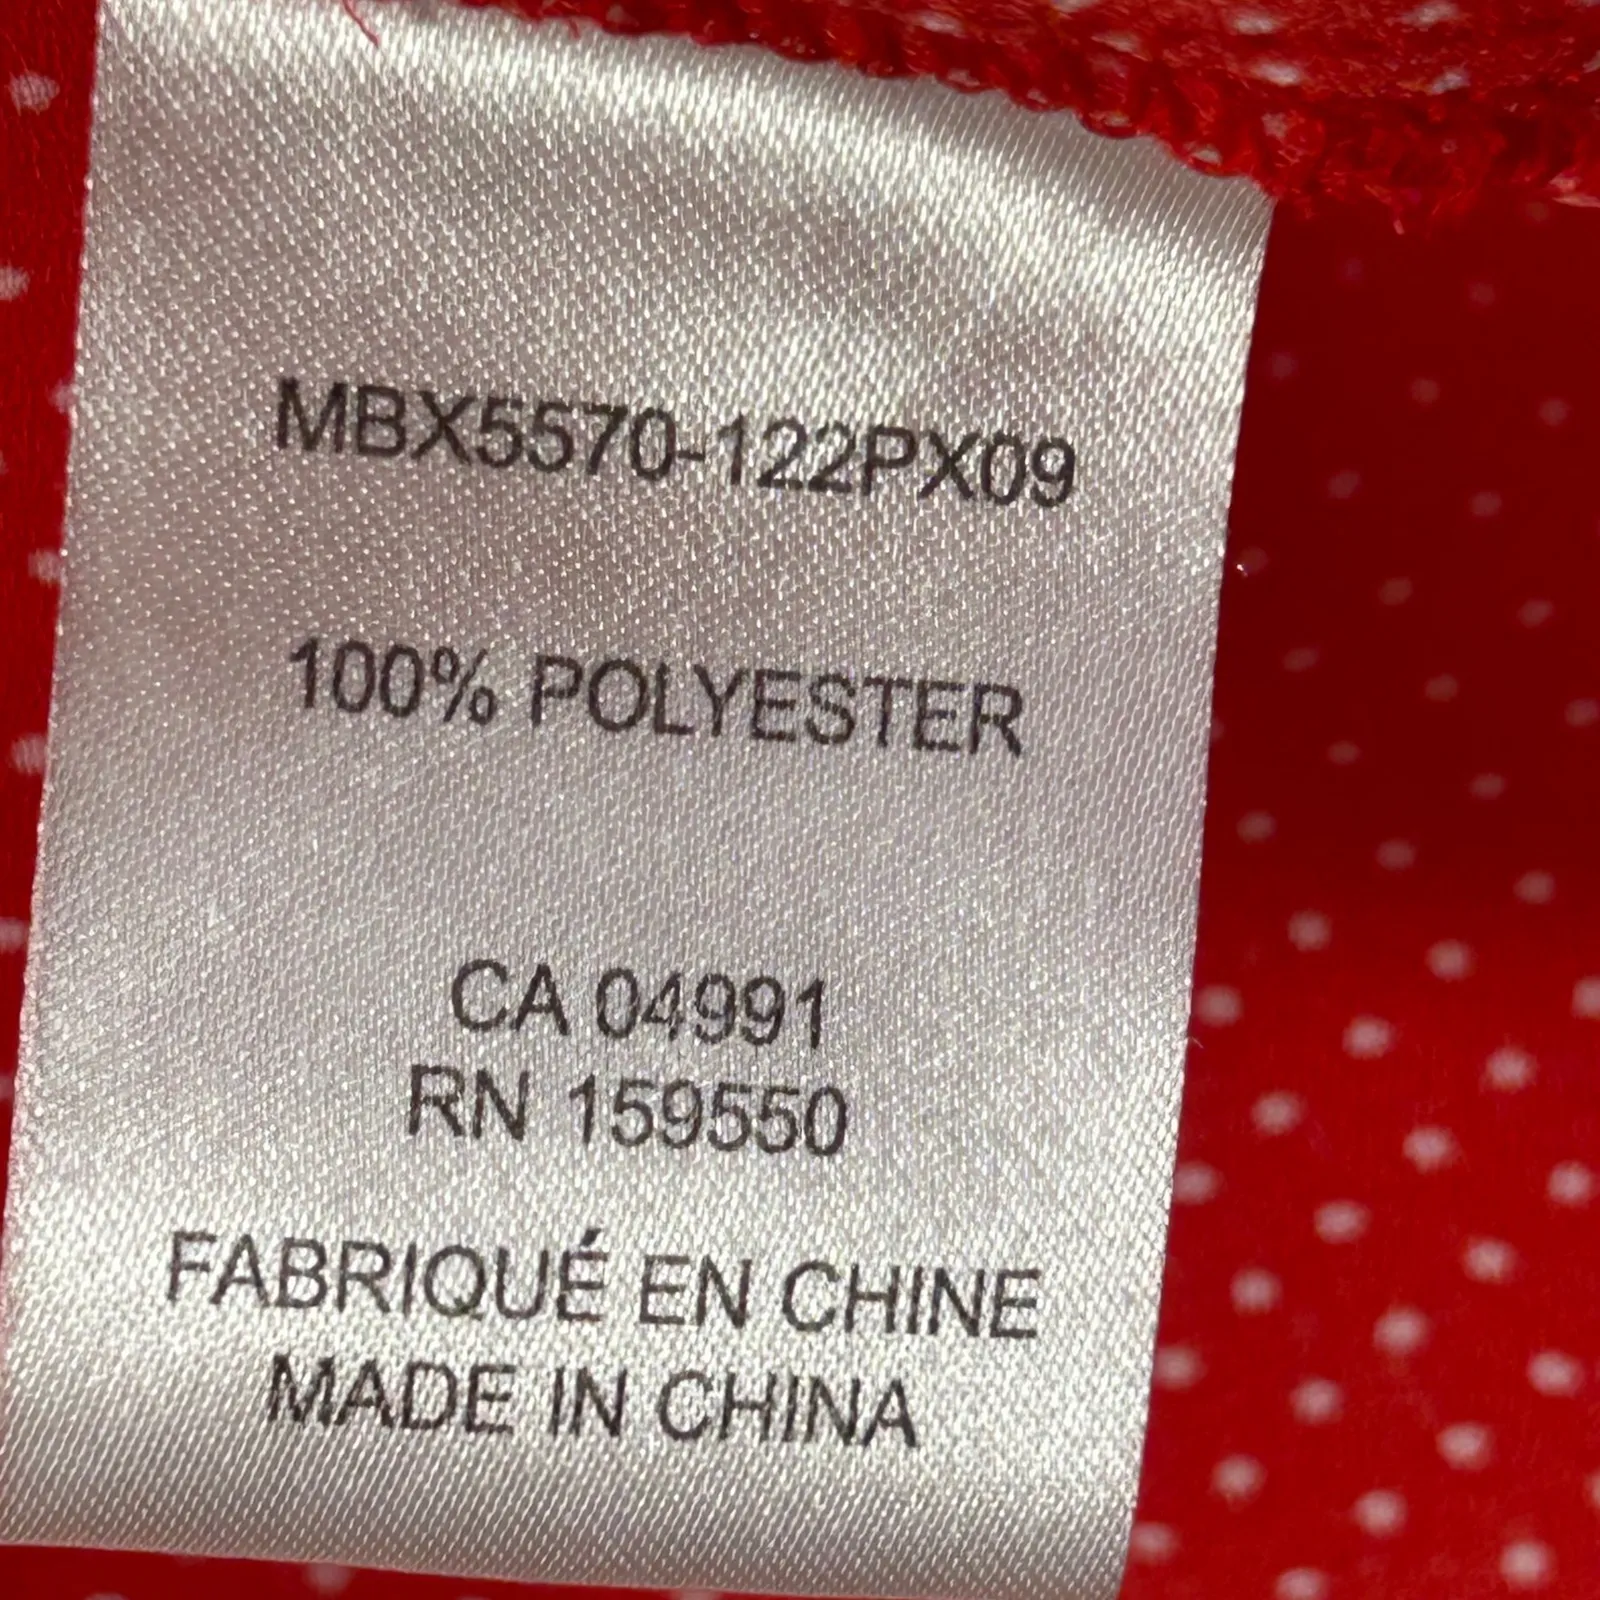 MBX5570-122PX09
100% POLYESTER
CA 04991
RN 159550
FABRIQUÉ EN CHINE
MADE IN CHINA